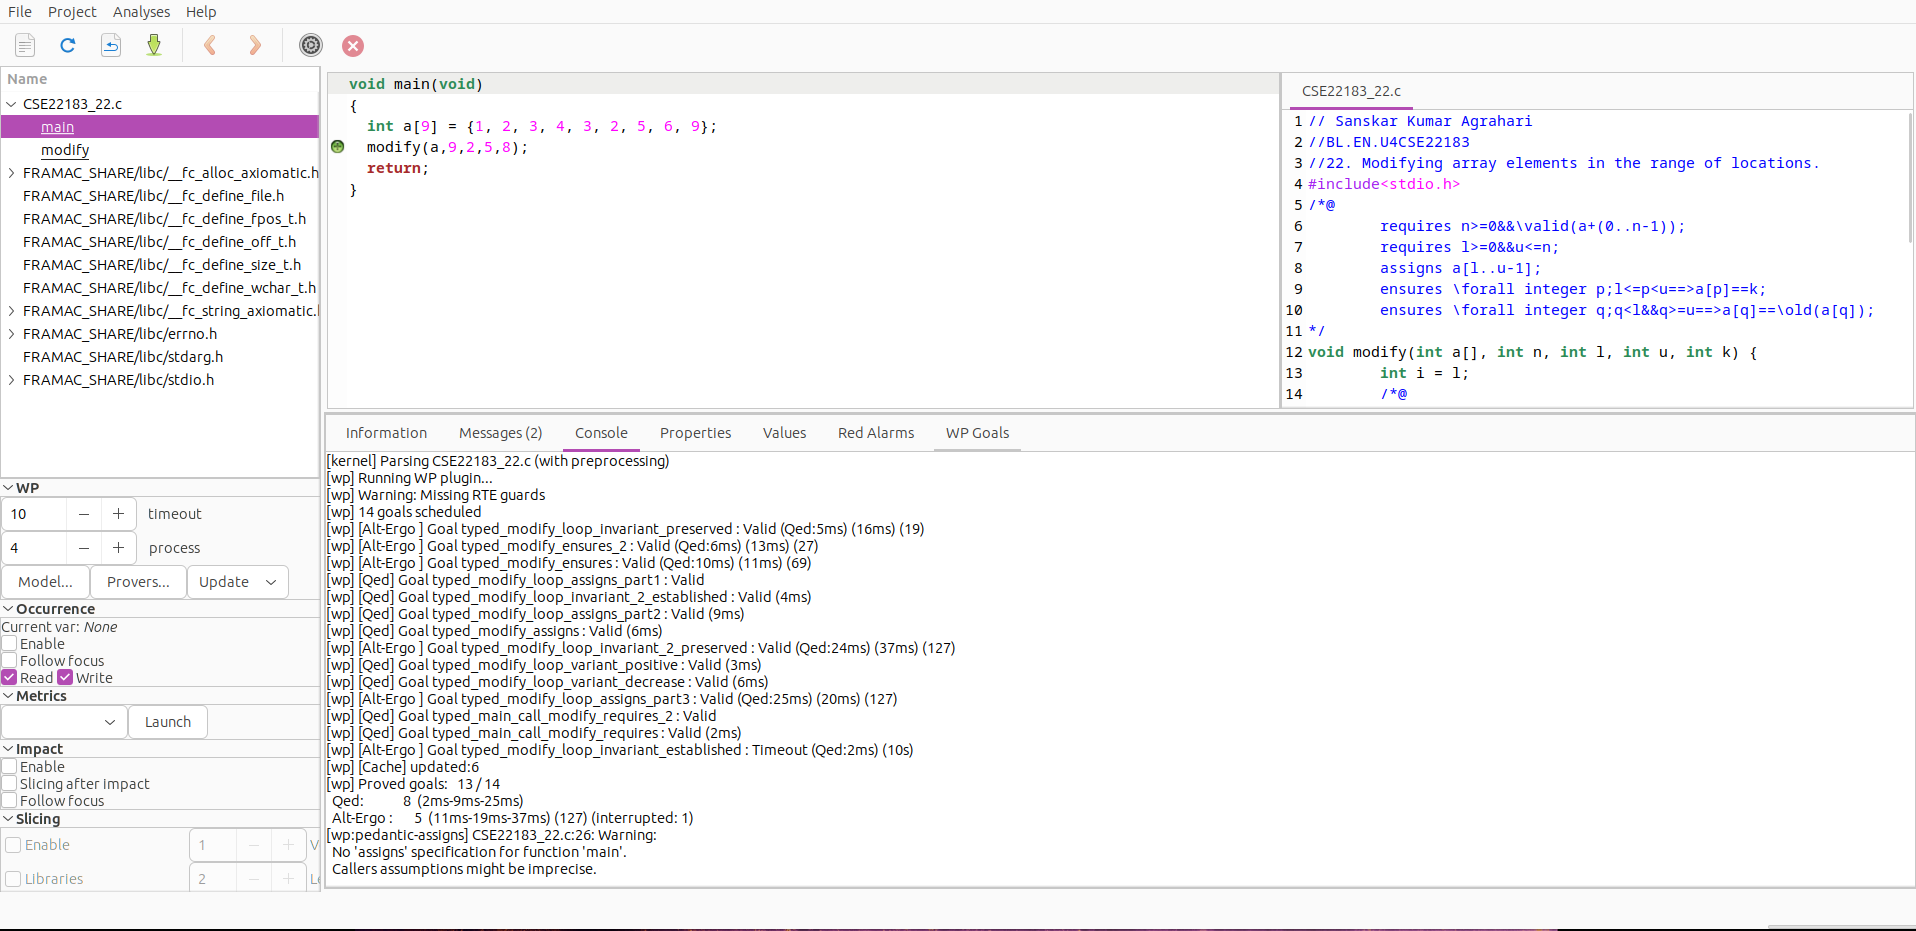 File Project Analyses Help
Name
CSE22183_22.c
main
modify
FRAMAC_SHARE/libc/__fc_alloc_axiomatic.h
FRAMAC_SHARE/libc/__fc_define_file.h
FRAMAC_SHARE/libc/__fc_define_fpos_t.h
FRAMAC_SHARE/libc/__fc_define_off_t.h
FRAMAC_SHARE/libc/__fc_define_size_t.h
FRAMAC_SHARE/libc/__fc_define_wchar_t.h
FRAMAC_SHARE/libc/__fc_string_axiomatic.
FRAMAC_SHARE/libc/errno.h
FRAMAC_SHARE/libc/stdarg.h
FRAMAC_SHARE/libc/stdio.h
WP
10 − + timeout
4 − + process
Model... Provers... Update
Occurrence
Current var: None
Enable
Follow focus
Read Write
Metrics
Launch
Impact
Enable
Slicing after impact
Follow focus
Slicing
Enable 1 − + V
Libraries 2 − + Le
void main(void)
{
int a[9] = {1, 2, 3, 4, 3, 2, 5, 6, 9};
modify(a,9,2,5,8);
return;
}
CSE22183_22.c
1 // Sanskar Kumar Agrahari
2 //BL.EN.U4CSE22183
3 //22. Modifying array elements in the range of locations.
4 #include<stdio.h>
5 /*@
6 requires n>=0&&\valid(a+(0..n-1));
7 requires l>=0&&u<=n;
8 assigns a[l..u-1];
9 ensures \forall integer p;l<=p<u==>a[p]==k;
10 ensures \forall integer q;q<l&&q>=u==>a[q]==\old(a[q]);
11 */
12 void modify(int a[], int n, int l, int u, int k) {
13 int i = l;
14 /*@
Information Messages (2) Console Properties Values Red Alarms WP Goals
[kernel] Parsing CSE22183_22.c (with preprocessing)
[wp] Running WP plugin...
[wp] Warning: Missing RTE guards
[wp] 14 goals scheduled
[wp] [Alt-Ergo ] Goal typed_modify_loop_invariant_preserved : Valid (Qed:5ms) (16ms) (19)
[wp] [Alt-Ergo ] Goal typed_modify_ensures_2 : Valid (Qed:6ms) (13ms) (27)
[wp] [Alt-Ergo ] Goal typed_modify_ensures : Valid (Qed:10ms) (11ms) (69)
[wp] [Qed] Goal typed_modify_loop_assigns_part1 : Valid
[wp] [Qed] Goal typed_modify_loop_invariant_2_established : Valid (4ms)
[wp] [Qed] Goal typed_modify_loop_assigns_part2 : Valid (9ms)
[wp] [Qed] Goal typed_modify_assigns : Valid (6ms)
[wp] [Alt-Ergo ] Goal typed_modify_loop_invariant_2_preserved : Valid (Qed:24ms) (37ms) (127)
[wp] [Qed] Goal typed_modify_loop_variant_positive : Valid (3ms)
[wp] [Qed] Goal typed_modify_loop_variant_decrease : Valid (6ms)
[wp] [Alt-Ergo ] Goal typed_modify_loop_assigns_part3 : Valid (Qed:25ms) (20ms) (127)
[wp] [Qed] Goal typed_main_call_modify_requires_2 : Valid
[wp] [Qed] Goal typed_main_call_modify_requires : Valid (2ms)
[wp] [Alt-Ergo ] Goal typed_modify_loop_invariant_established : Timeout (Qed:2ms) (10s)
[wp] [Cache] updated:6
[wp] Proved goals: 13 / 14
Qed: 8 (2ms-9ms-25ms)
Alt-Ergo : 5 (11ms-19ms-37ms) (127) (interrupted: 1)
[wp:pedantic-assigns] CSE22183_22.c:26: Warning:
No 'assigns' specification for function 'main'.
Callers assumptions might be imprecise.